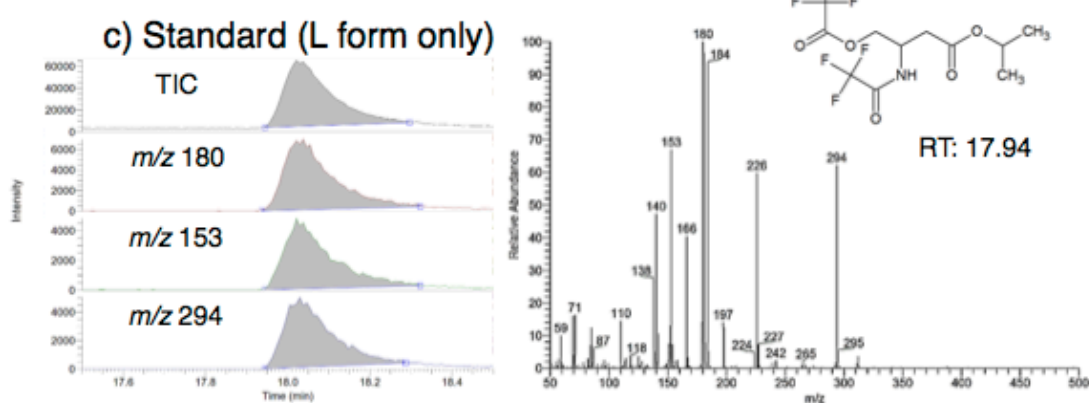 c) Standard (L form only)
TIC
m/z 180
m/z 153
m/z 294
Intensity
60000
40000
20000
0
6000
4000
2000
0
4000
2000
0
4000
2000
0
17.6
17.8
18.0
18.2
18.4
Time (min)
Relative Abundance
100
90
80
70
60
50
40
30
20
10
0
59
71
87
110
118
138
140
153
166
180
184
197
224
226
227
242
265
294
295
50
100
150
200
250
300
350
400
450
500
m/z
F
F
O
O
O
O
CH3
CH3
F
F
F
NH
O
RT: 17.94